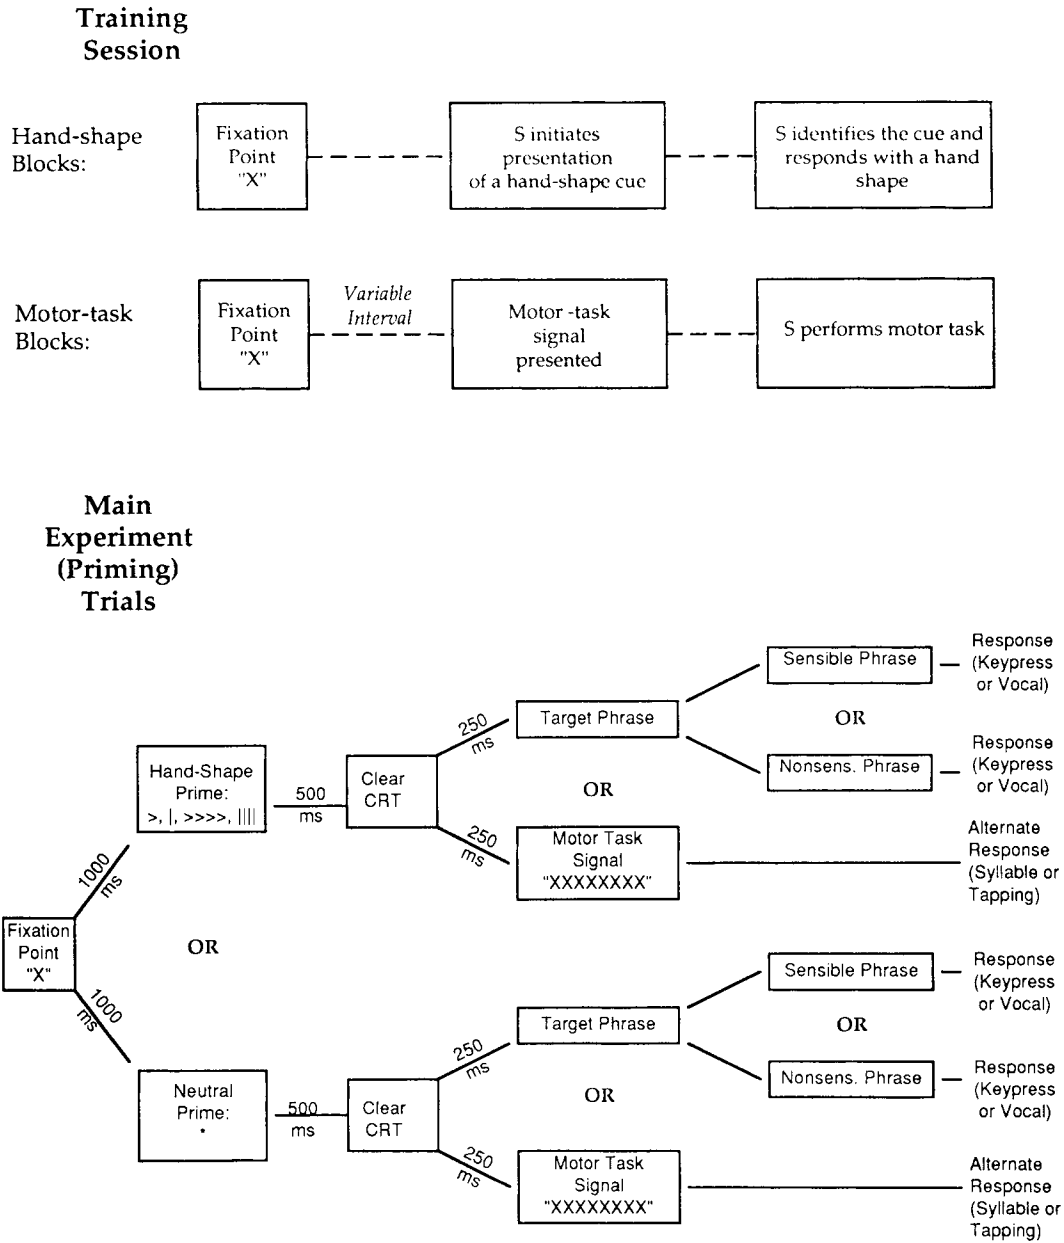 Training
Session
Hand-shape
Blocks:
Fixation
Point
"X"
S initiates
presentation
of a hand-shape cue
S identifies the cue and
responds with a hand
shape
Motor-task
Blocks:
Fixation
Point
"X"
Variable
Interval
Motor -task
signal
presented
S performs motor task
Main
Experiment
(Priming)
Trials
Fixation
Point
"X"
1000
ms
OR
1000
ms
Hand-Shape
Prime:
>, |, >>>>, ||||
500
ms
Clear
CRT
250
ms
Target Phrase
OR
250
ms
Motor Task
Signal
"XXXXXXXX"
Sensible Phrase
OR
Nonsens. Phrase
Response
(Keypress
or Vocal)
Response
(Keypress
or Vocal)
Alternate
Response
(Syllable or
Tapping)
Neutral
Prime:
*
500
ms
Clear
CRT
250
ms
Target Phrase
OR
250
ms
Motor Task
Signal
"XXXXXXXX"
Sensible Phrase
OR
Nonsens. Phrase
Response
(Keypress
or Vocal)
Response
(Keypress
or Vocal)
Alternate
Response
(Syllable or
Tapping)